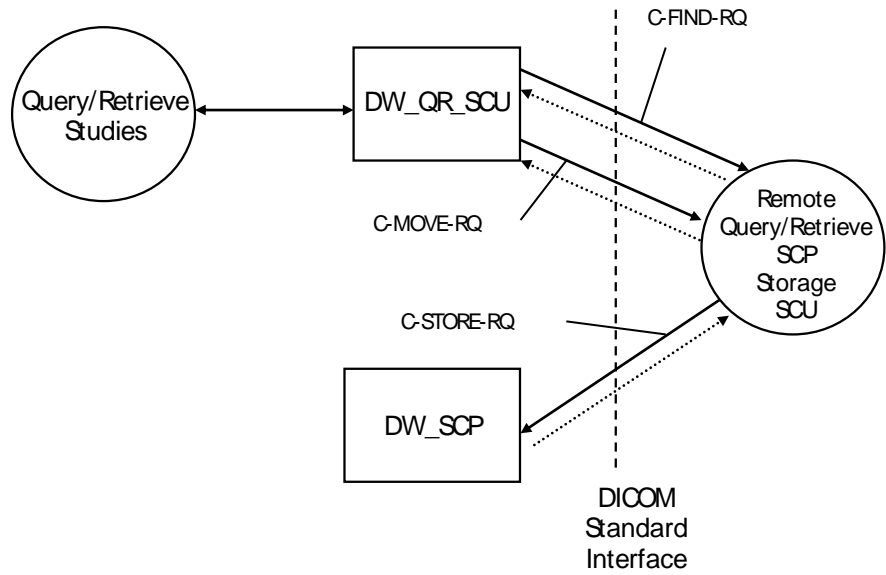 C-FIND-RQ
Query/Retrieve
Studies
DW_QR_SCU
Remote
Query/Retrieve
SCP
Storage
SCU
C-MOVE-RQ
C-STORE-RQ
DW_SCP
DICOM
Standard
Interface